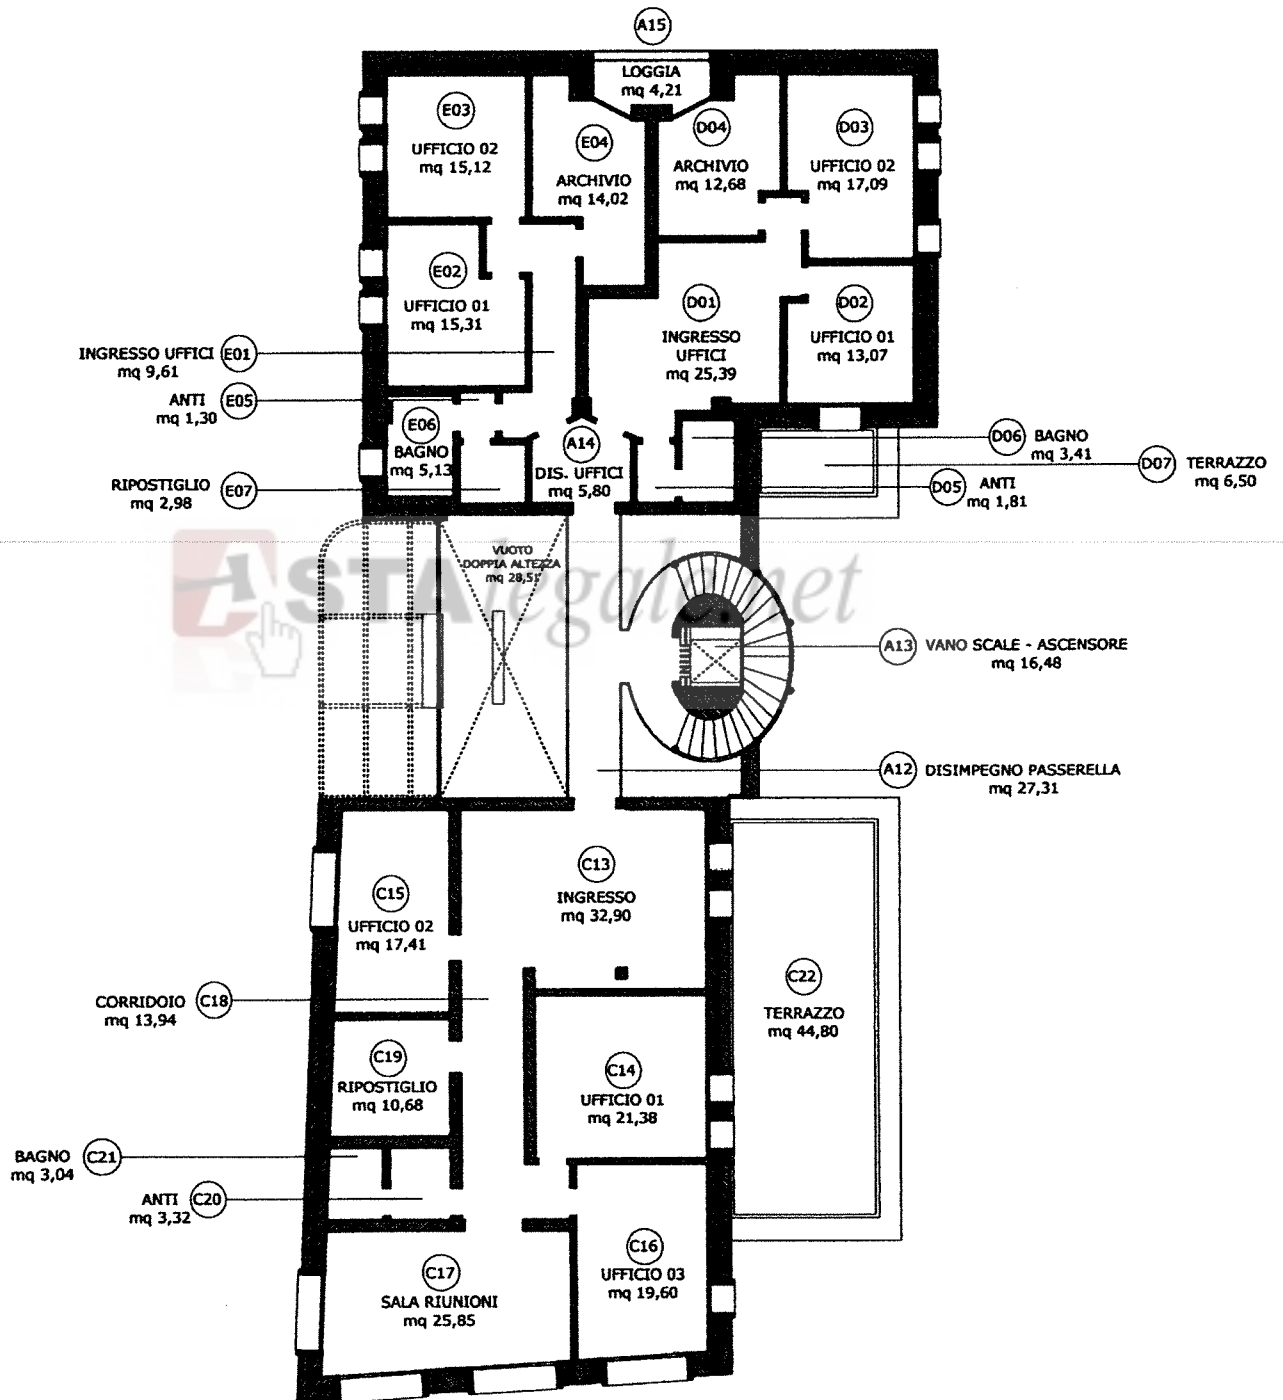 A15
LOGGIA
mq 4,21
E03
UFFICIO 02
mq 15,12
E04
ARCHIVIO
mq 14,02
D04
ARCHIVIO
mq 12,68
D03
UFFICIO 02
mq 17,09
E02
UFFICIO 01
mq 15,31
D01
INGRESSO
UFFICI
mq 25,39
D02
UFFICIO 01
mq 13,07
INGRESSO UFFICI E01
mq 9,61
ANTI E05
mq 1,30
E06
BAGNO
mq 5,13
A14
DIS. UFFICI
mq 5,80
D06 BAGNO
mq 3,41
D07 TERRAZZO
mq 6,50
RIPOSTIGLIO E07
mq 2,98
D05 ANTI
mq 1,81
VUOTO
DOPPIA ALTEZZA
mq 28,51
ASTAlegale.net
A13 VANO SCALE - ASCENSORE
mq 16,48
A12 DISIMPEGNO PASSERELLA
mq 27,31
C13
INGRESSO
mq 32,90
C15
UFFICIO 02
mq 17,41
C22
TERRAZZO
mq 44,80
CORRIDOIO C18
mq 13,94
C19
RIPOSTIGLIO
mq 10,68
C14
UFFICIO 01
mq 21,38
BAGNO C21
mq 3,04
ANTI C20
mq 3,32
C16
UFFICIO 03
mq 19,60
C17
SALA RIUNIONI
mq 25,85